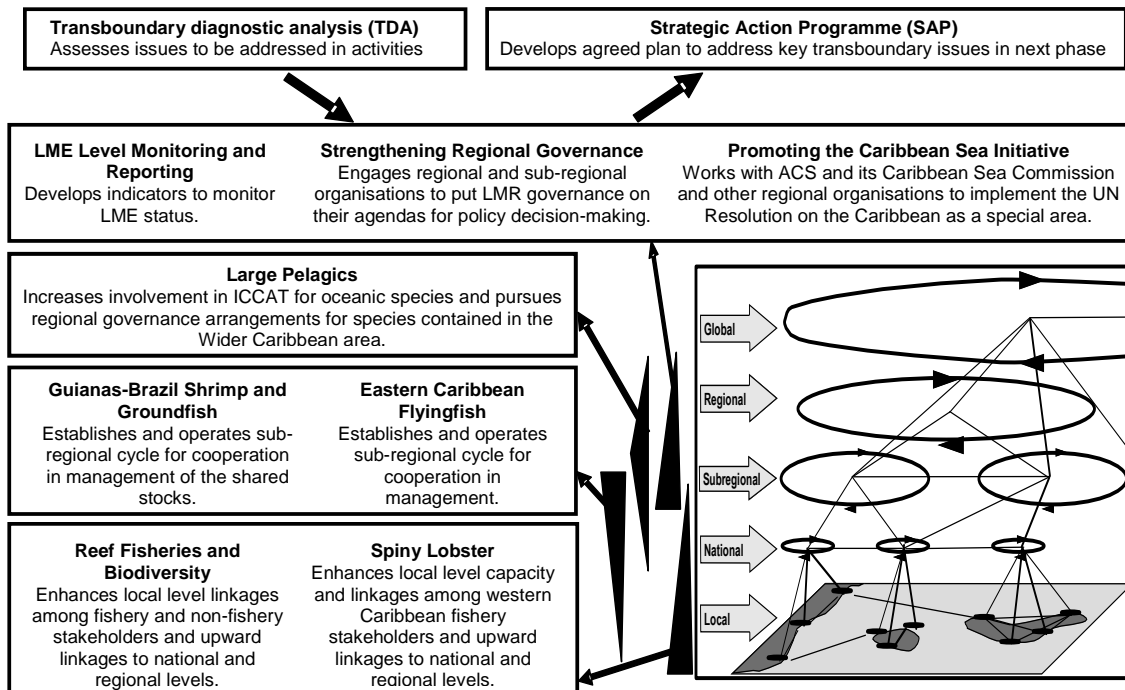 Transboundary diagnostic analysis (TDA)
Assesses issues to be addressed in activities
Strategic Action Programme (SAP)
Develops agreed plan to address key transboundary issues in next phase
LME Level Monitoring and
Reporting
Develops indicators to monitor
LME status.
Strengthening Regional Governance
Engages regional and sub-regional
organisations to put LMR governance on
their agendas for policy decision-making.
Promoting the Caribbean Sea Initiative
Works with ACS and its Caribbean Sea Commission
and other regional organisations to implement the UN
Resolution on the Caribbean as a special area.
Large Pelagics
Increases involvement in ICCAT for oceanic species and pursues
regional governance arrangements for species contained in the
Wider Caribbean area.
Guianas-Brazil Shrimp and
Groundfish
Establishes and operates sub-
regional cycle for cooperation
in management of the shared
stocks.
Eastern Caribbean
Flyingfish
Establishes and operates
sub-regional cycle for
cooperation in
management.
Reef Fisheries and
Biodiversity
Enhances local level linkages
among fishery and non-fishery
stakeholders and upward
linkages to national and
regional levels.
Spiny Lobster
Enhances local level capacity
and linkages among western
Caribbean fishery
stakeholders and upward
linkages to national and
regional levels.
Global
Regional
Subregional
National
Local